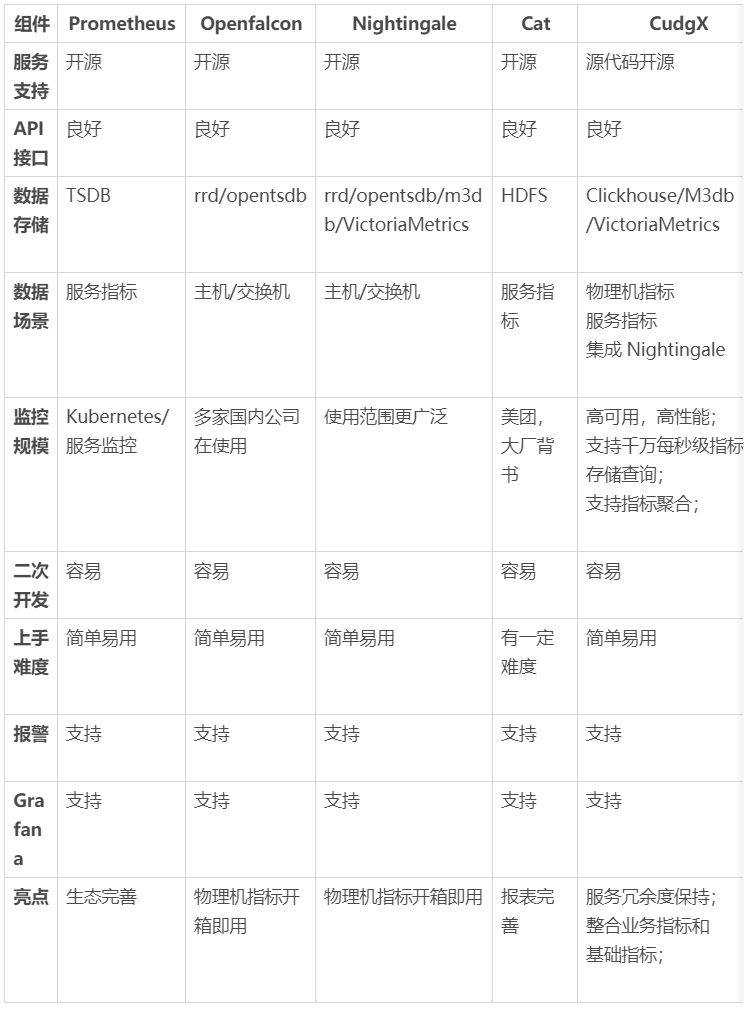 组件 Prometheus Openfalcon Nightingale Cat CudgX
服务 开源 开源 开源 开源 源代码开源
支持
API 良好 良好 良好 良好 良好
接口
数据 TSDB rrd/opentsdb rrd/opentsdb/m3d HDFS Clickhouse/M3db
存储 b/VictoriaMetrics /VictoriaMetrics
数据 服务指标 主机/交换机 主机/交换机 服务指 物理机指标
场景 标 服务指标
集成 Nightingale
监控 Kubernetes/ 多家国内公司 使用范围更广泛 美团, 高可用，高性能；
规模 服务监控 在使用 大厂背 支持千万每秒级指标
书 存储查询；
支持指标聚合；
二次 容易 容易 容易 容易 容易
开发
上手 简单易用 简单易用 简单易用 有一定 简单易用
难度 难度
报警 支持 支持 支持 支持 支持
Gra 支持 支持 支持 支持 支持
fan
a
亮点 生态完善 物理机指标开 物理机指标开箱即用 报表完 服务冗余度保持；
箱即用 善 整合业务指标和
基础指标；